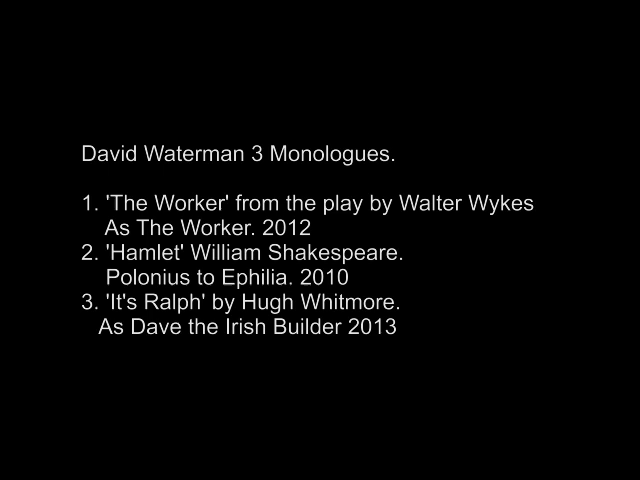 David Waterman 3 Monologues.
1. 'The Worker' from the play by Walter Wykes
As The Worker. 2012
2. 'Hamlet' William Shakespeare.
Polonius to Ephilia. 2010
3. 'It's Ralph' by Hugh Whitmore.
As Dave the Irish Builder 2013